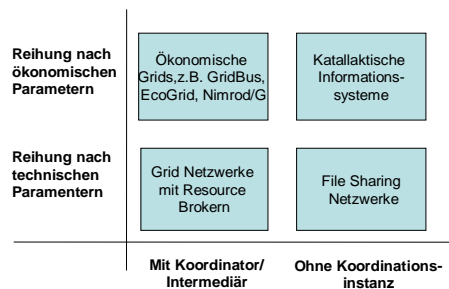 Reihung nach
ökonomischen
Parametern
Ökonomische
Grids,z.B. GridBus,
EcoGrid, Nimrod/G
Katallaktische
Informations-
systeme
Reihung nach
technischen
Paramentern
Grid Netzwerke
mit Resource
Brokern
File Sharing
Netzwerke
Mit Koordinator/
Intermediär
Ohne Koordinations-
instanz